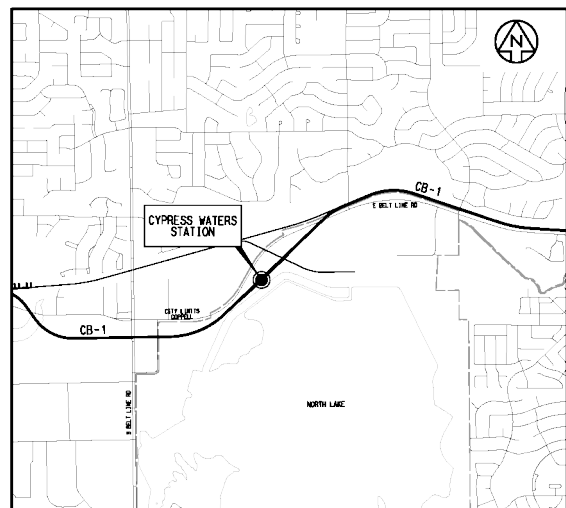 N
CB-1
E BELT LINE RD
CYPRESS WATERS
STATION
CITY LIMITS
COPPELL
CB-1
NORTH LAKE
N BELT LINE RD